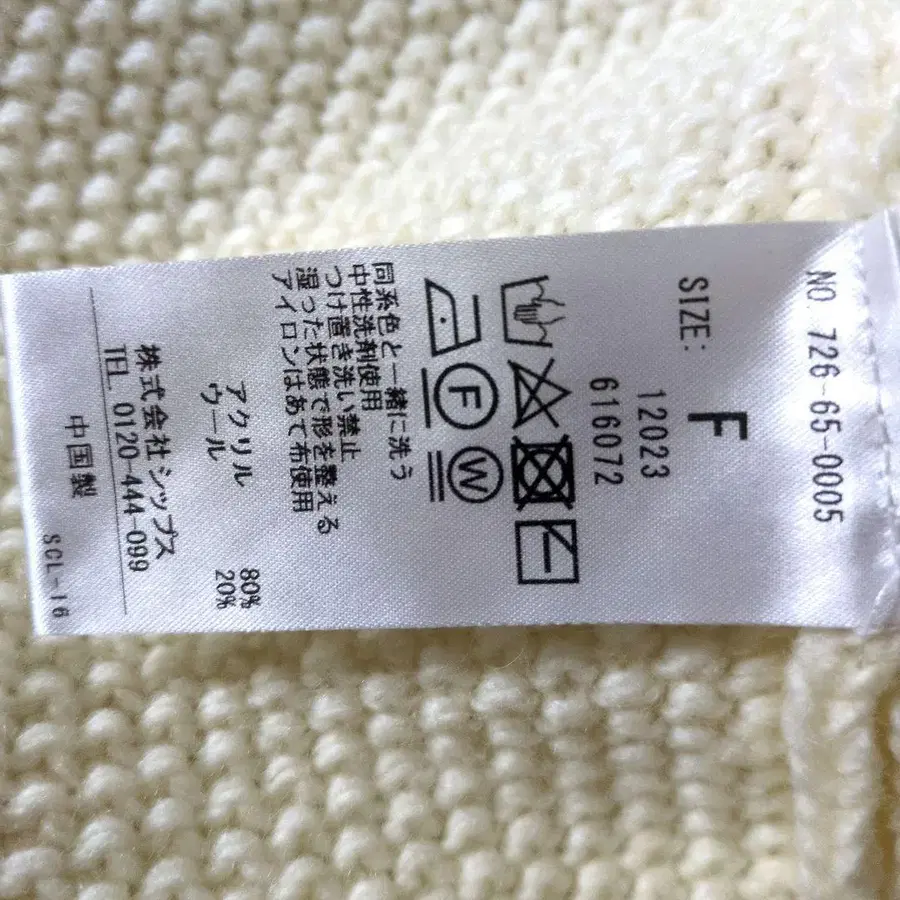 NO. 726-65-0005
SIZE: F
12023
616072
F W
同系色と一緒に洗う
中性洗剤使用
つけ置き洗い禁止
湿った状態で形を整える
アイロンはあて布使用
アクリル 80%
ウール 20%
株式会社シップス
TEL. 0120-444-099
中国製
SCL-16